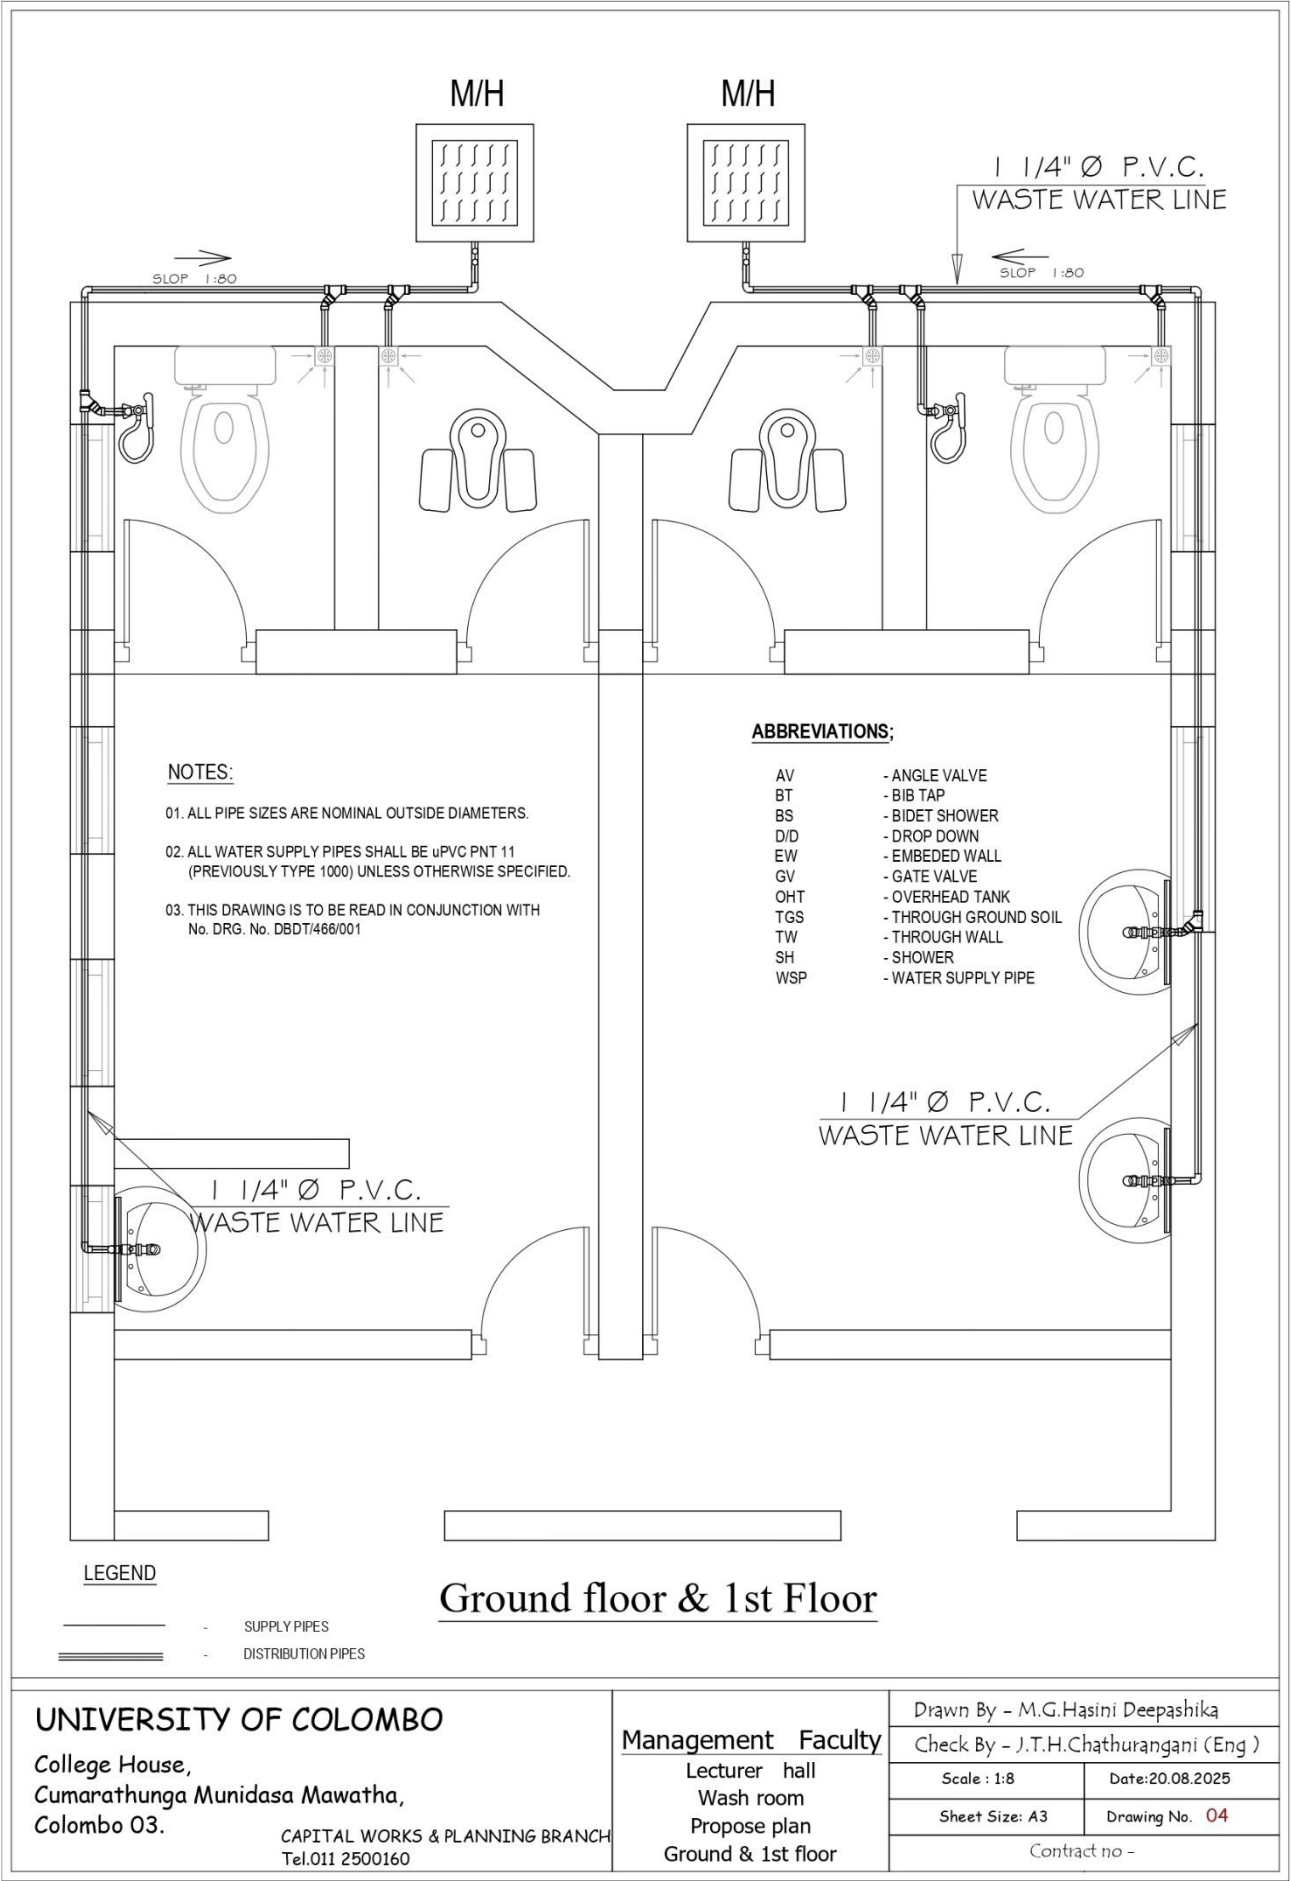 M/H
M/H
1 1/4" Ø P.V.C.
WASTE WATER LINE
SLOP 1:80
SLOP 1:80
ABBREVIATIONS;
AV - ANGLE VALVE
BT - BIB TAP
BS - BIDET SHOWER
D/D - DROP DOWN
EW - EMBEDED WALL
GV - GATE VALVE
OHT - OVERHEAD TANK
TGS - THROUGH GROUND SOIL
TW - THROUGH WALL
SH - SHOWER
WSP - WATER SUPPLY PIPE
NOTES:
01. ALL PIPE SIZES ARE NOMINAL OUTSIDE DIAMETERS.
02. ALL WATER SUPPLY PIPES SHALL BE uPVC PNT 11
(PREVIOUSLY TYPE 1000) UNLESS OTHERWISE SPECIFIED.
03. THIS DRAWING IS TO BE READ IN CONJUNCTION WITH
No. DRG. No. DBDT/466/001
1 1/4" Ø P.V.C.
WASTE WATER LINE
1 1/4" Ø P.V.C.
WASTE WATER LINE
LEGEND
- SUPPLY PIPES
- DISTRIBUTION PIPES
Ground floor & 1st Floor
UNIVERSITY OF COLOMBO
College House,
Cumarathunga Munidasa Mawatha,
Colombo 03.
CAPITAL WORKS & PLANNING BRANCH
Tel.011 2500160
Management Faculty
Lecturer hall
Wash room
Propose plan
Ground & 1st floor
Drawn By - M.G.Hasini Deepashika
Check By - J.T.H.Chathurangani (Eng )
Scale : 1:8
Date:20.08.2025
Sheet Size: A3
Drawing No. 04
Contract no -